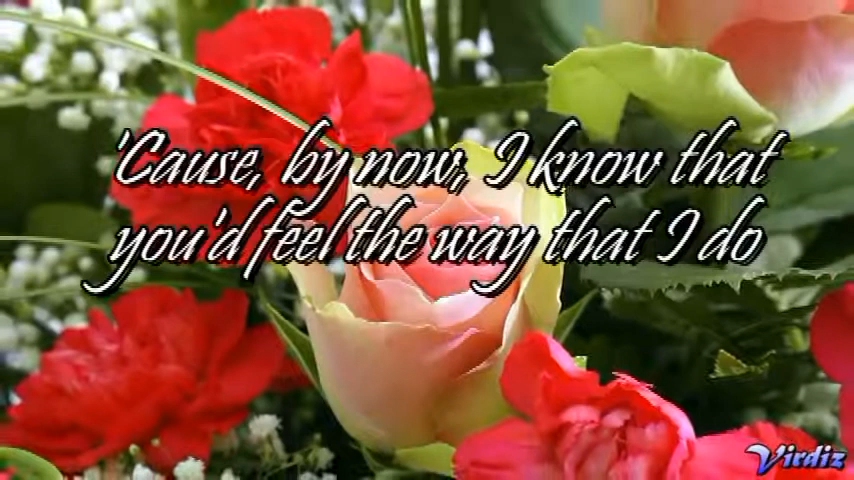 'Cause, by now, I know that
you'd feel the way that I do
Virdiz